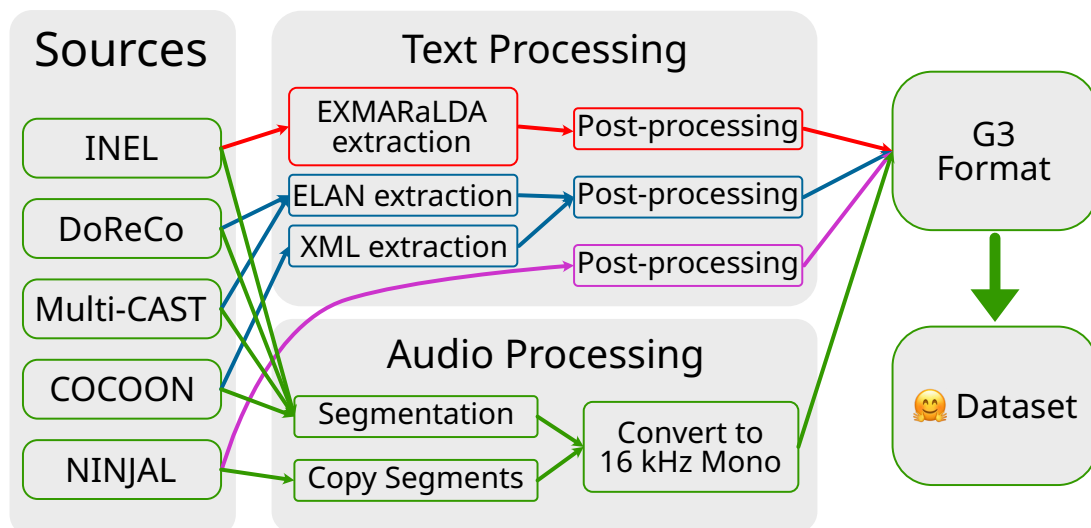 Sources
INEL
DoReCo
Multi-CAST
COCOON
NINJAL
Text Processing
EXMARaLDA
extraction
Post-processing
ELAN extraction
Post-processing
XML extraction
Post-processing
Audio Processing
Segmentation
Copy Segments
Convert to
16 kHz Mono
G3
Format
🤗 Dataset